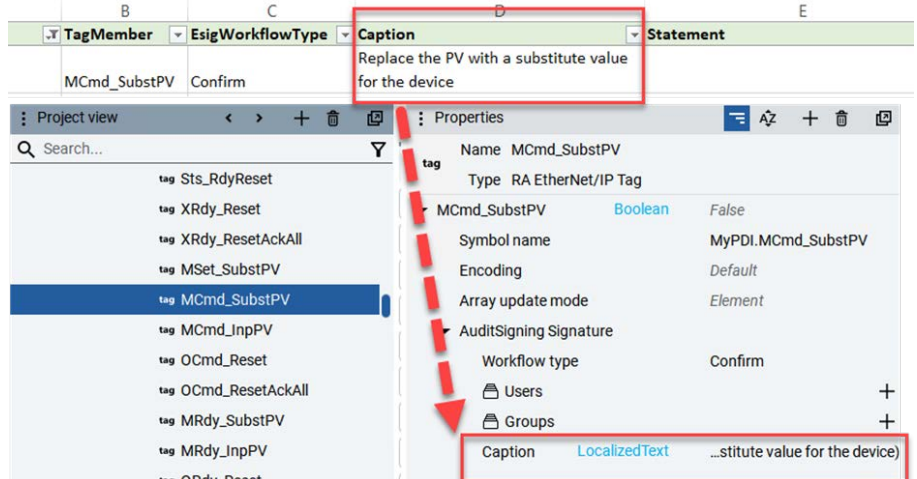 B C D E
TagMember EsigWorkflowType Caption Statement
Replace the PV with a substitute value
MCmd_SubstPV Confirm for the device
Project view
Search...
tag Sts_RdyReset
tag XRdy_Reset
tag XRdy_ResetAckAll
tag MSet_SubstPV
tag MCmd_SubstPV
tag MCmd_InpPV
tag OCmd_Reset
tag OCmd_ResetAckAll
tag MRdy_SubstPV
tag MRdy_InpPV
Properties
tag
Name MCmd_SubstPV
Type RA EtherNet/IP Tag
MCmd_SubstPV Boolean False
Symbol name MyPDI.MCmd_SubstPV
Encoding Default
Array update mode Element
AuditSigning Signature
Workflow type Confirm
Users
Groups
Caption LocalizedText ...stitute value for the device)